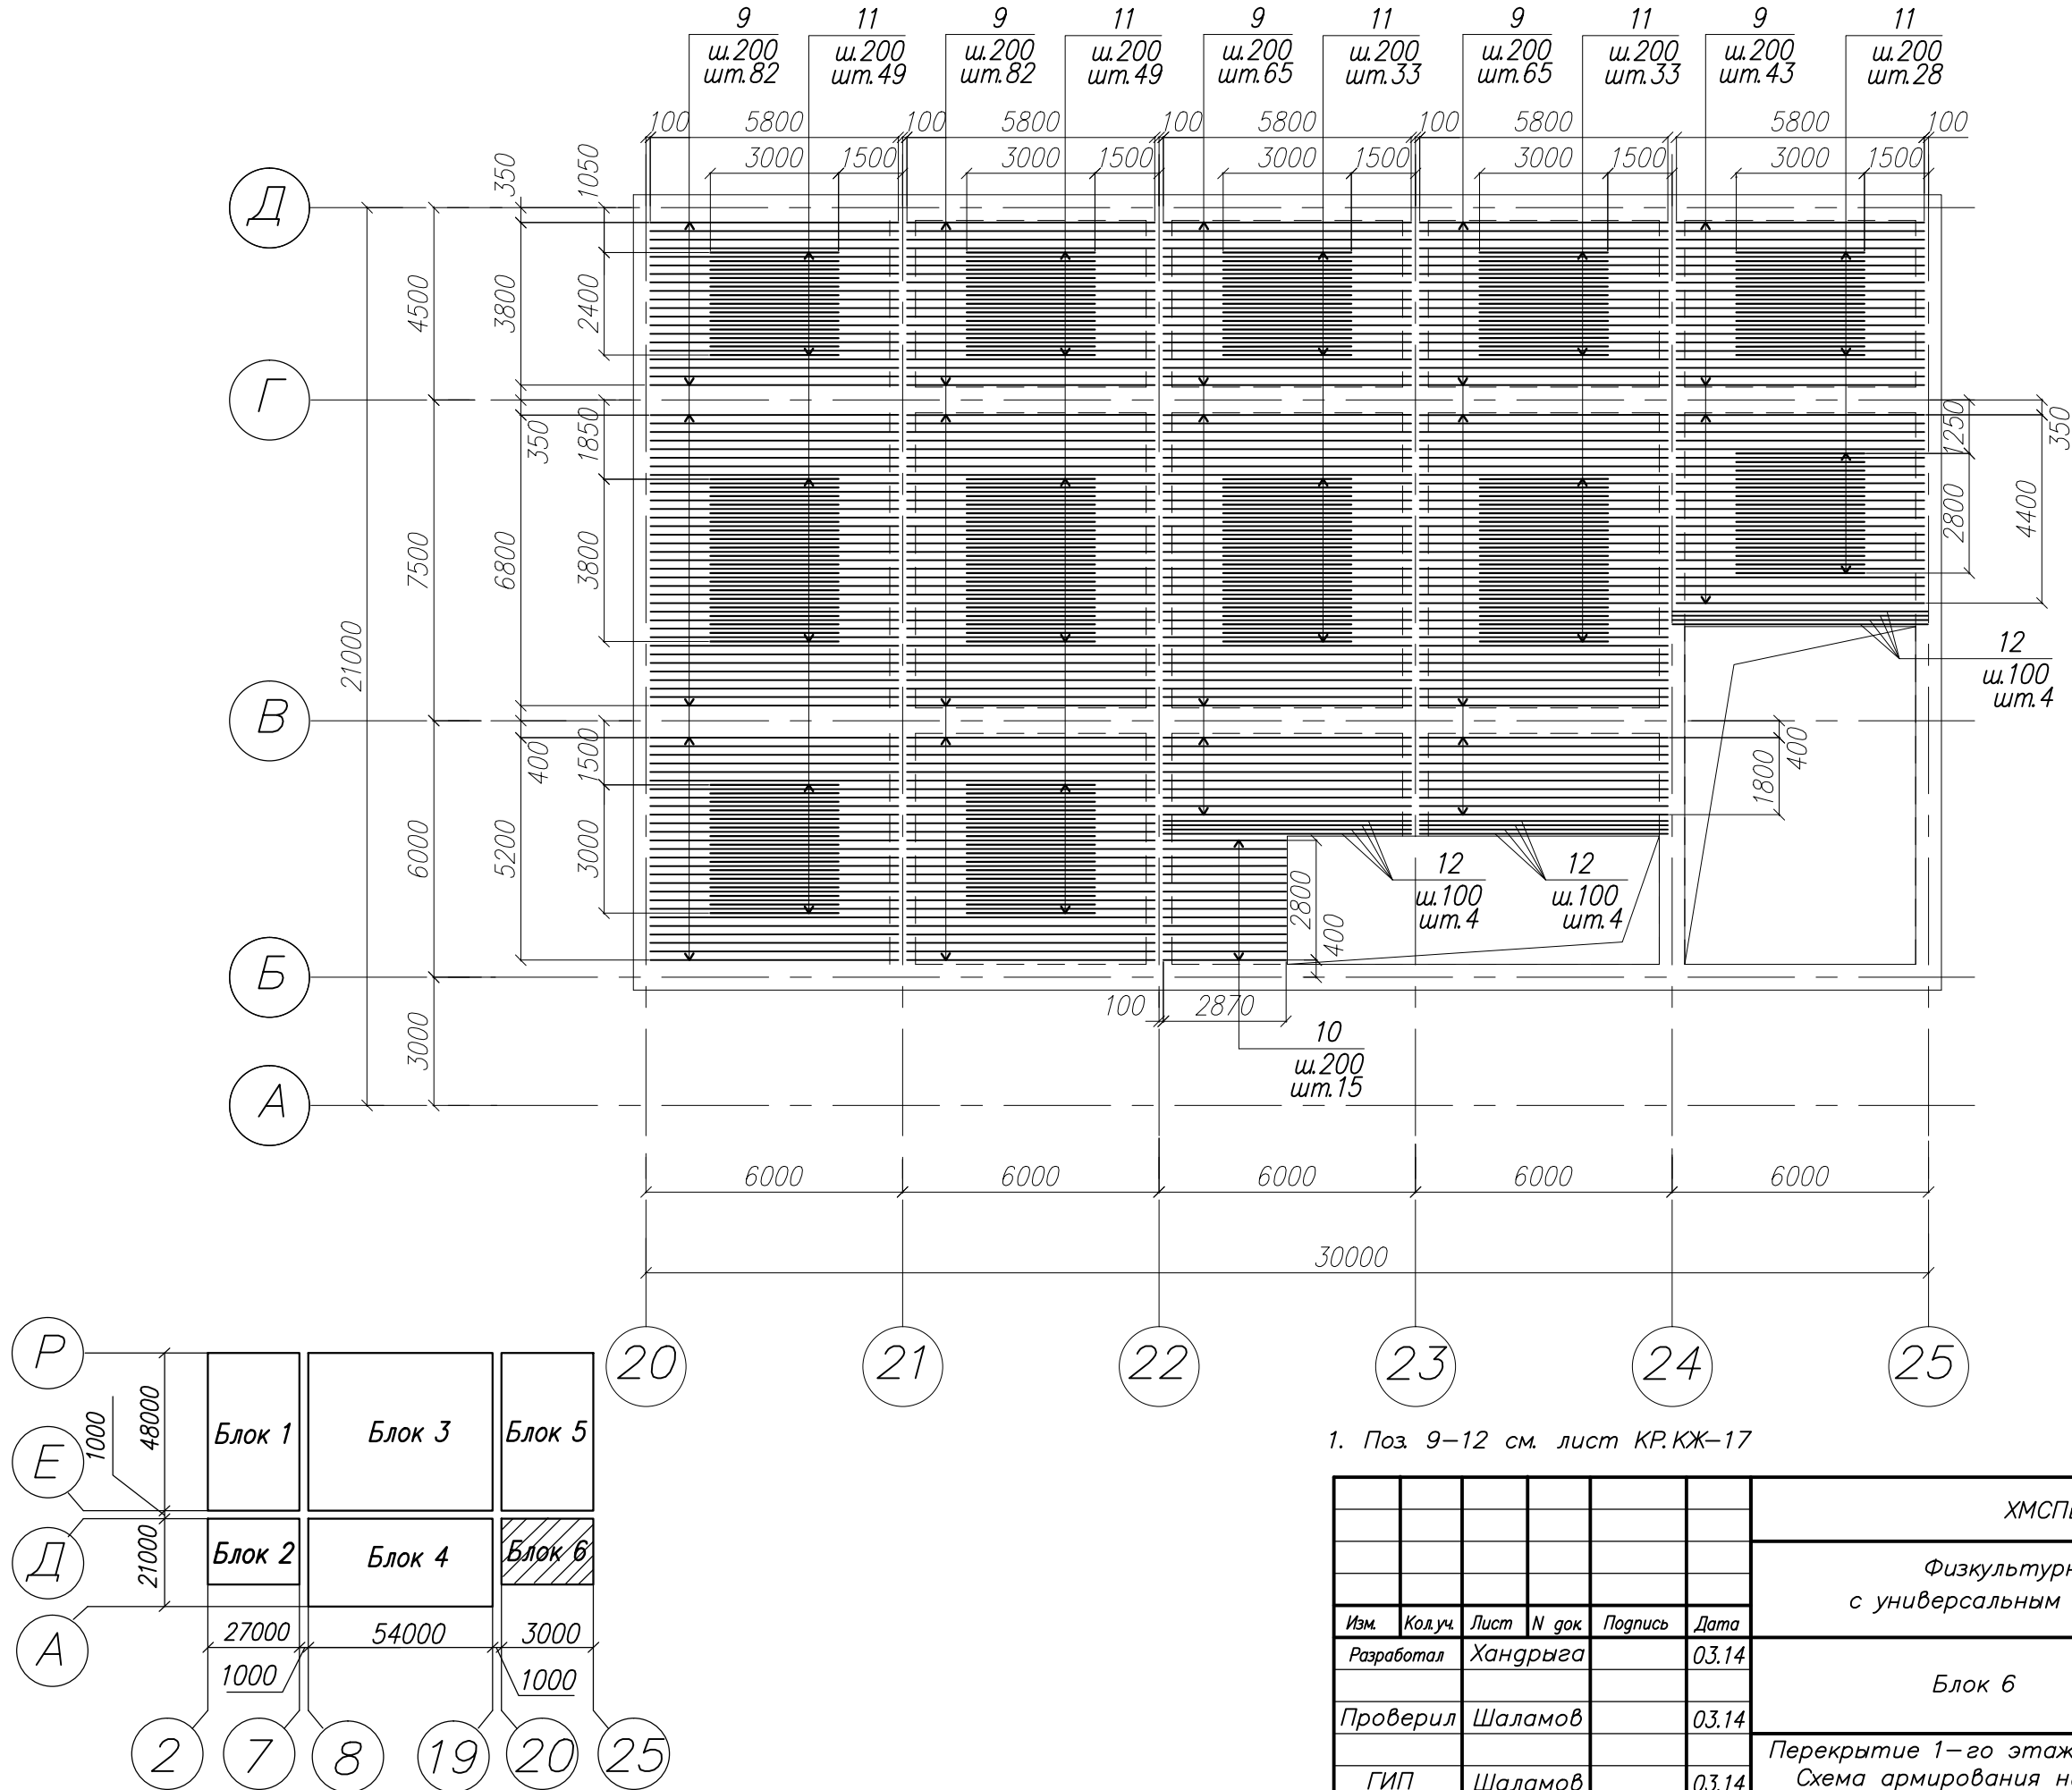 9 11 9 11 9 11 9 11 9 11
ш.200 ш.200 ш.200 ш.200 ш.200 ш.200 ш.200 ш.200 ш.200 ш.200
шт.82 шт.49 шт.82 шт.49 шт.65 шт.33 шт.65 шт.33 шт.43 шт.28
100 5800 100 5800 100 5800 100 5800 5800 100
3000 1500 3000 1500 3000 1500 3000 1500 3000 1500
Д
350
1050
4500
3800
2400
Г
350
1850
1250
350
21000
7500
6800
3800
2800
4400
12
ш.100
шт.4
В
400
1500
1800
400
6000
5200
3000
12
ш.100
шт.4
12
ш.100
шт.4
2800
400
Б
100 2870
3000
10
ш.200
шт.15
А
6000 6000 6000 6000 6000
30000
20 21 22 23 24 25
Р
Е
Д
А
1000
48000
21000
Блок 1
Блок 3
Блок 5
Блок 2
Блок 4
Блок 6
27000 54000 3000
1000 1000
2 7 8 19 20 25
1. Поз. 9-12 см. лист КР.КЖ-17
Физкультурн
с универсальным
Изм. Кол.уч. Лист N док. Подпись Дата
Разработал Хандрыга 03.14
Блок 6
Проверил Шаламов 03.14
Перекрытие 1-го этаж
Схема армирования н
ГИП Шаламов 03.14